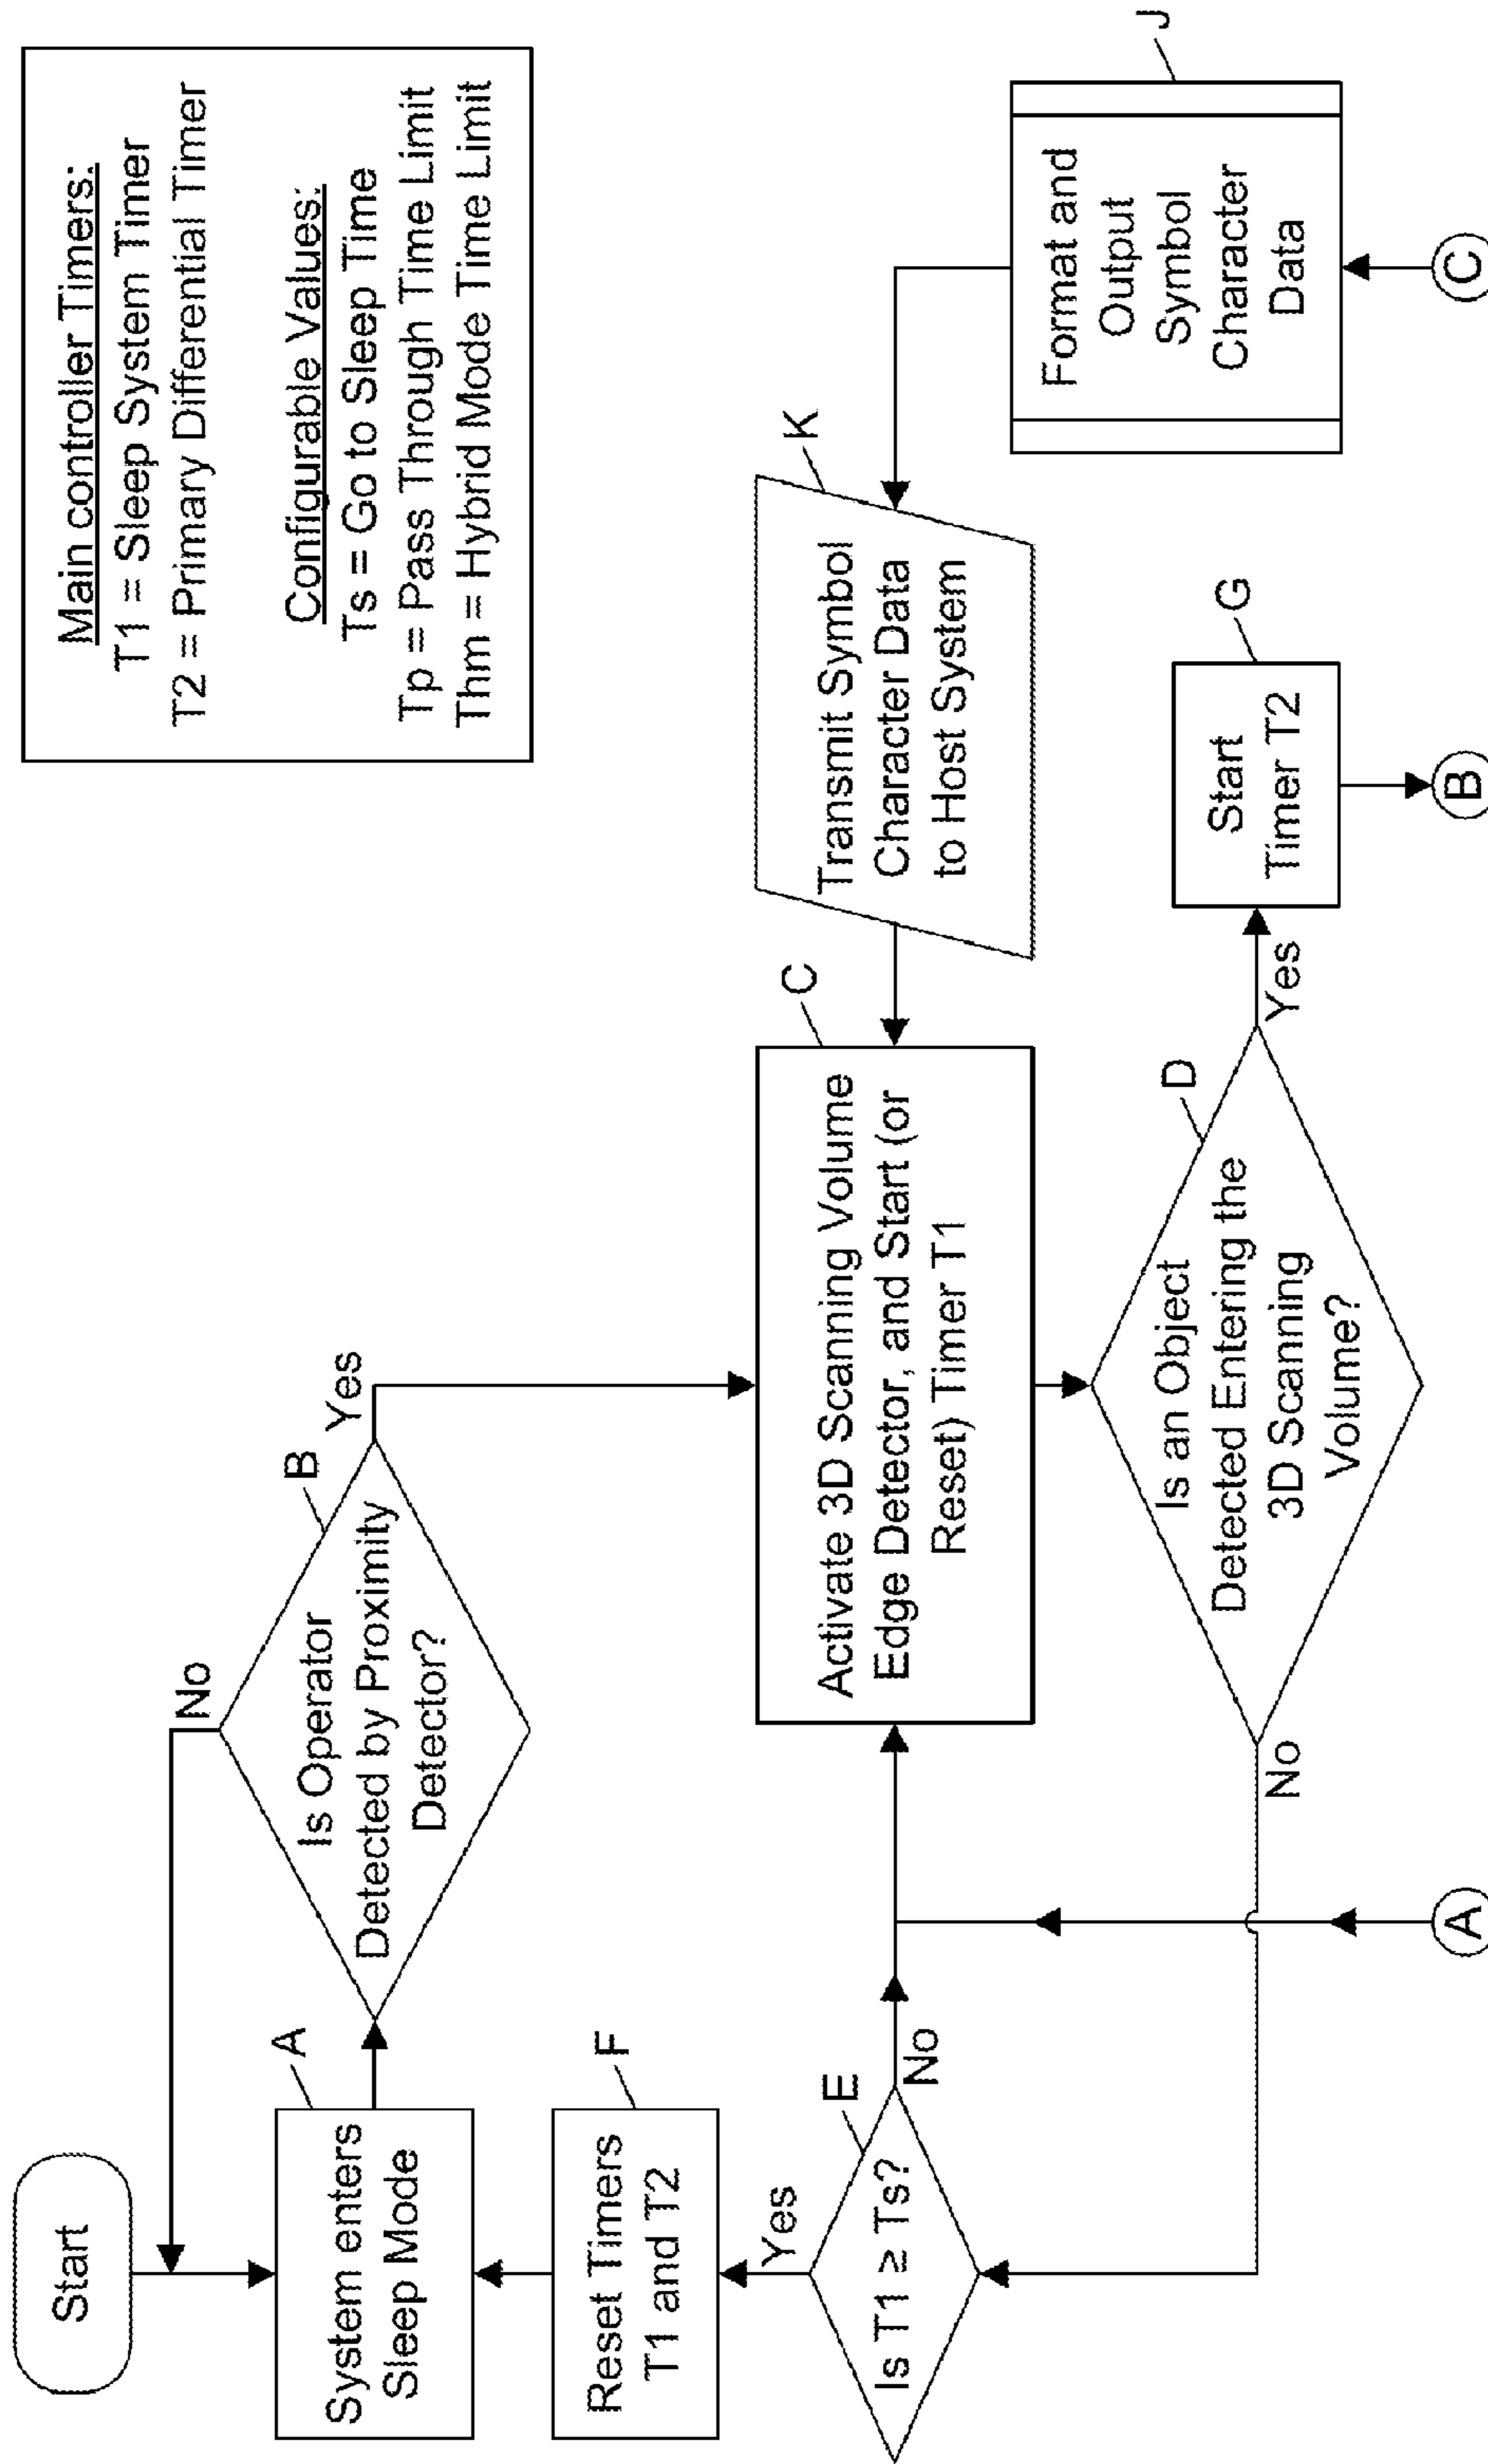 Main controller Timers:
T1 = Sleep System Timer
T2 = Primary Differential Timer
Configurable Values:
Ts = Go to Sleep Time
Tp = Pass Through Time Limit
Thm = Hybrid Mode Time Limit
Start
No
A
System enters
Sleep Mode
B
Is Operator
Detected by Proximity
Detector?
Yes
F
Reset Timers
T1 and T2
Yes
E
Is T1 ≥ Ts?
No
C
Activate 3D Scanning Volume
Edge Detector, and Start (or
Reset) Timer T1
K
Transmit Symbol
Character Data
to Host System
J
Format and
Output
Symbol
Character
Data
D
Is an Object
Detected Entering the
3D Scanning
Volume?
No
Yes
G
Start
Timer T2
A
B
C